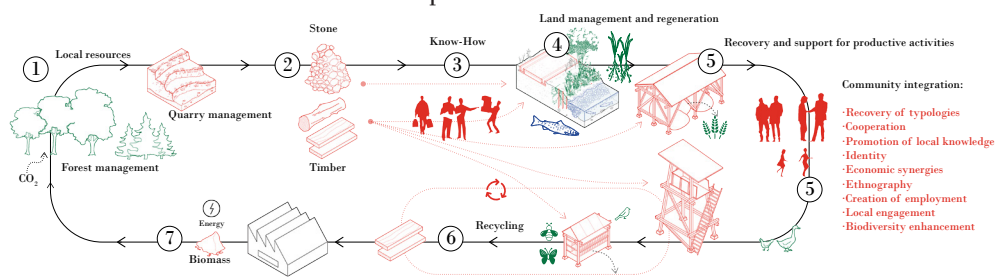 Land management and regeneration
Stone
Local resources
Know-How
Recovery and support for productive activities
1
2
3
4
5
Quarry management
Community integration:
·Recovery of typologies
·Cooperation
·Promotion of local knowledge
·Identity
·Economic synergies
·Ethnography
·Creation of employment
·Local engagement
·Biodiversity enhancement
Forest management
Timber
CO2
5
Energy
Recycling
7
6
Biomass